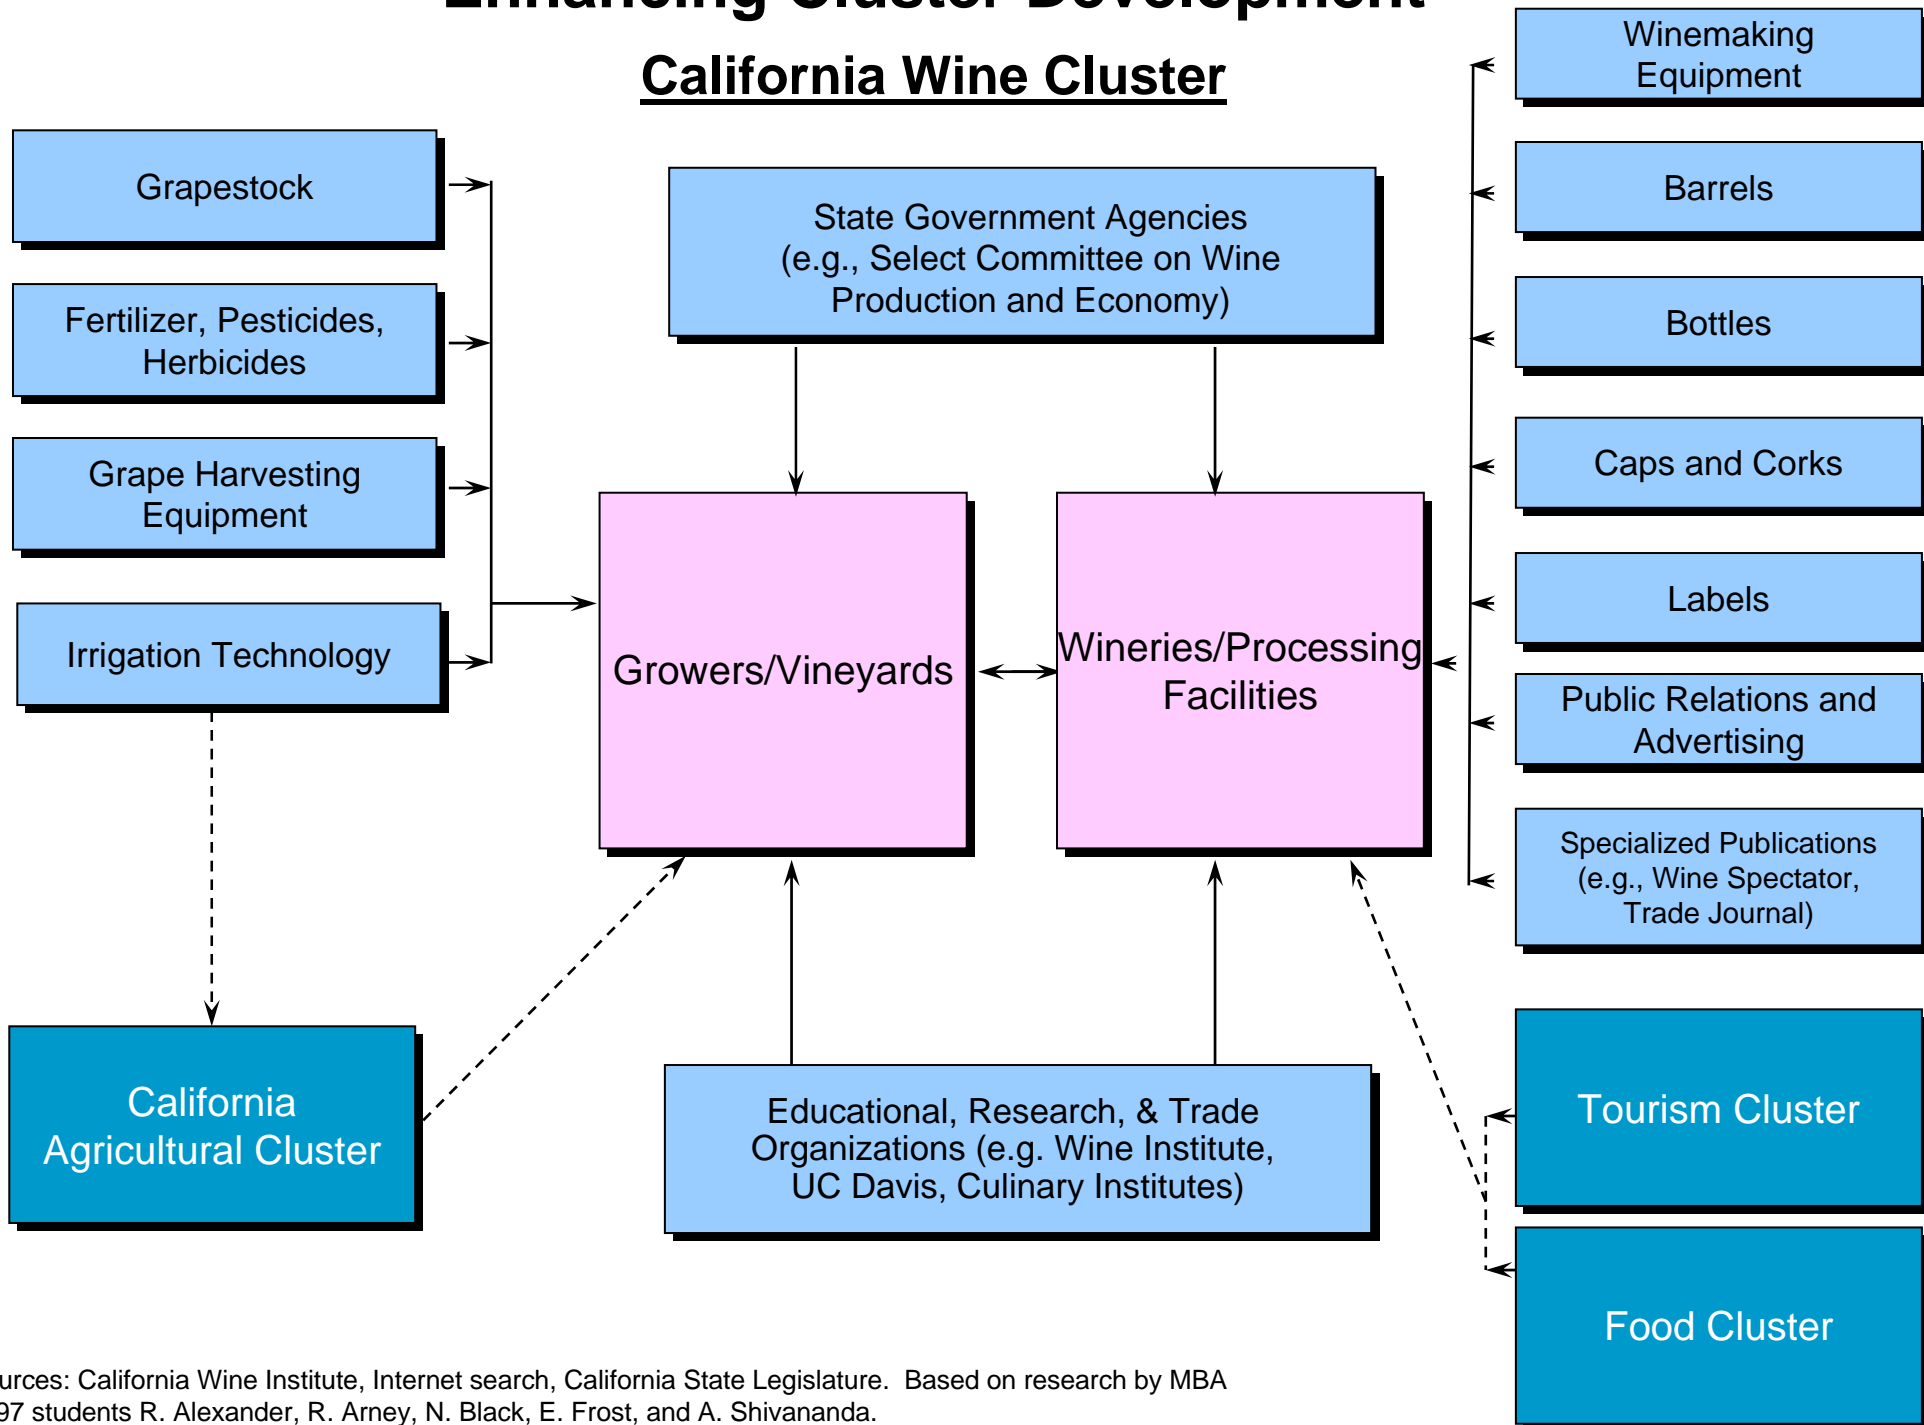 Enhancing Cluster Development
California Wine Cluster
Winemaking
Equipment
Grapestock
State Government Agencies
(e.g., Select Committee on Wine
Production and Economy)
Barrels
Fertilizer, Pesticides,
Herbicides
Bottles
Grape Harvesting
Equipment
Caps and Corks
Irrigation Technology
Growers/Vineyards
Wineries/Processing
Facilities
Labels
Public Relations and
Advertising
Specialized Publications
(e.g., Wine Spectator,
Trade Journal)
California
Agricultural Cluster
Educational, Research, & Trade
Organizations (e.g. Wine Institute,
UC Davis, Culinary Institutes)
Tourism Cluster
Food Cluster
urces: California Wine Institute, Internet search, California State Legislature. Based on research by MBA
97 students R. Alexander, R. Arney, N. Black, E. Frost, and A. Shivananda.